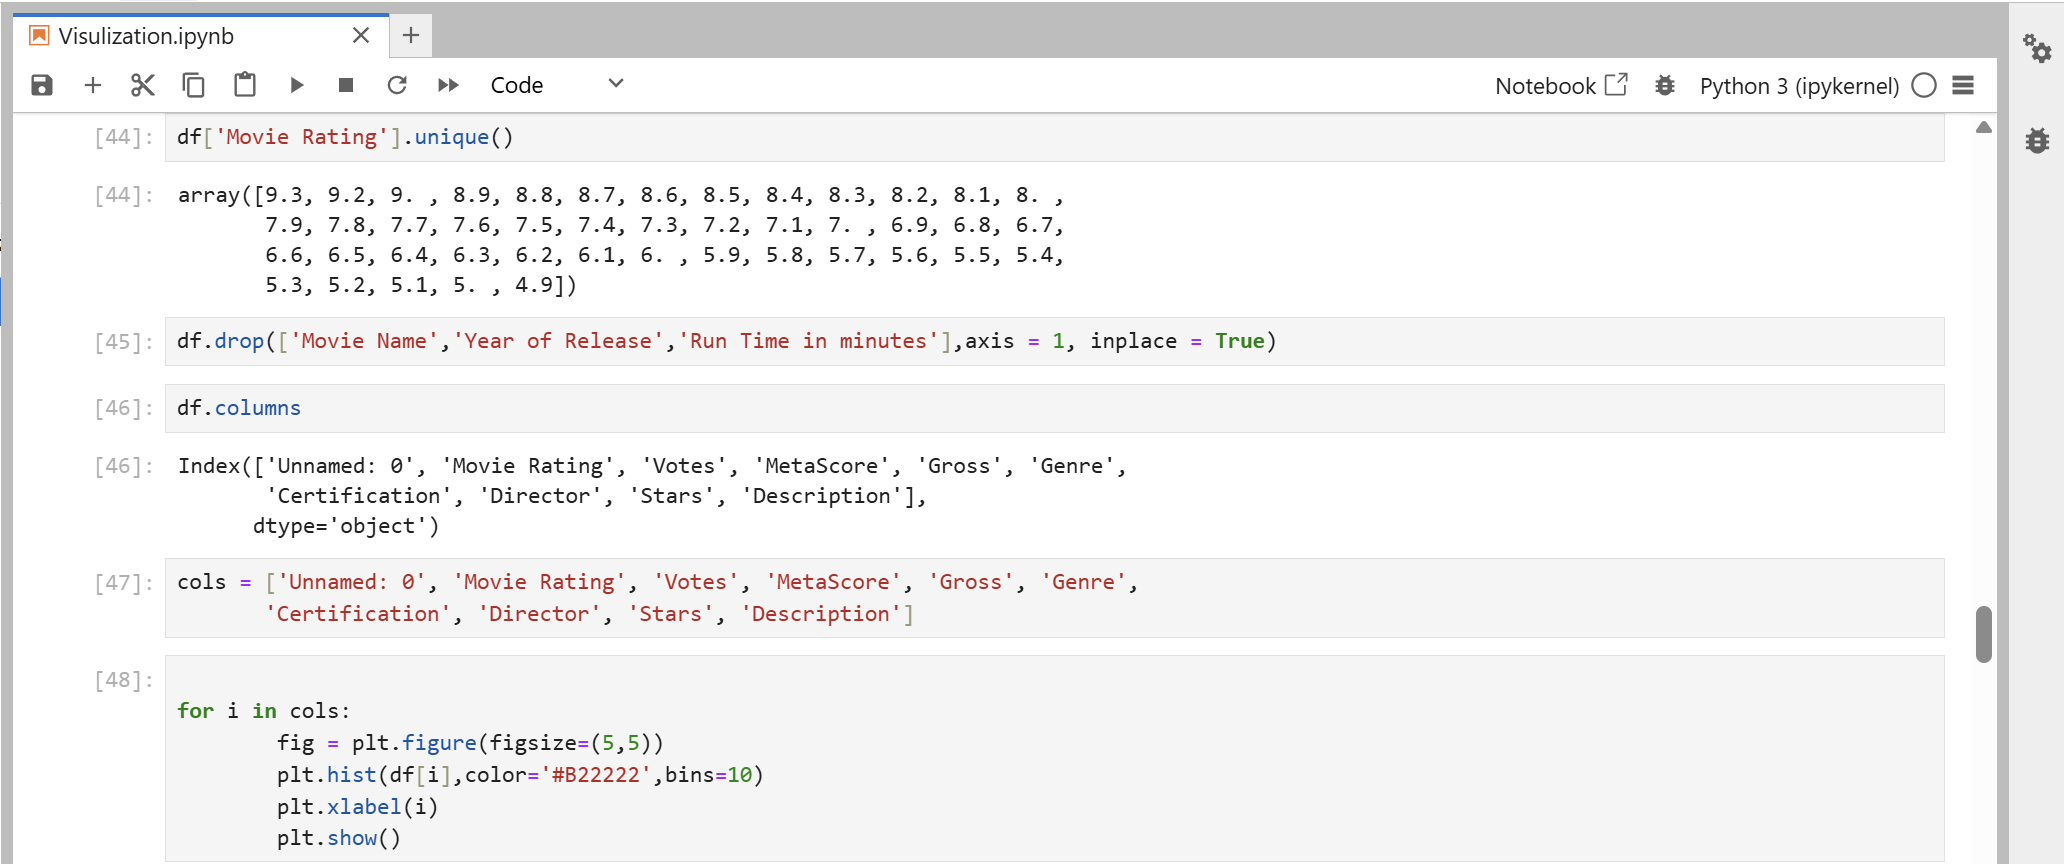 Visulization.ipynb
Code
Notebook
Python 3 (ipykernel)
[44]: df['Movie Rating'].unique()
[44]: array([9.3, 9.2, 9. , 8.9, 8.8, 8.7, 8.6, 8.5, 8.4, 8.3, 8.2, 8.1, 8. ,
       7.9, 7.8, 7.7, 7.6, 7.5, 7.4, 7.3, 7.2, 7.1, 7. , 6.9, 6.8, 6.7,
       6.6, 6.5, 6.4, 6.3, 6.2, 6.1, 6. , 5.9, 5.8, 5.7, 5.6, 5.5, 5.4,
       5.3, 5.2, 5.1, 5. , 4.9])
[45]: df.drop(['Movie Name','Year of Release','Run Time in minutes'],axis = 1, inplace = True)
[46]: df.columns
[46]: Index(['Unnamed: 0', 'Movie Rating', 'Votes', 'MetaScore', 'Gross', 'Genre',
       'Certification', 'Director', 'Stars', 'Description'],
      dtype='object')
[47]: cols = ['Unnamed: 0', 'Movie Rating', 'Votes', 'MetaScore', 'Gross', 'Genre',
       'Certification', 'Director', 'Stars', 'Description']
[48]:
for i in cols:
        fig = plt.figure(figsize=(5,5))
        plt.hist(df[i],color='#B22222',bins=10)
        plt.xlabel(i)
        plt.show()